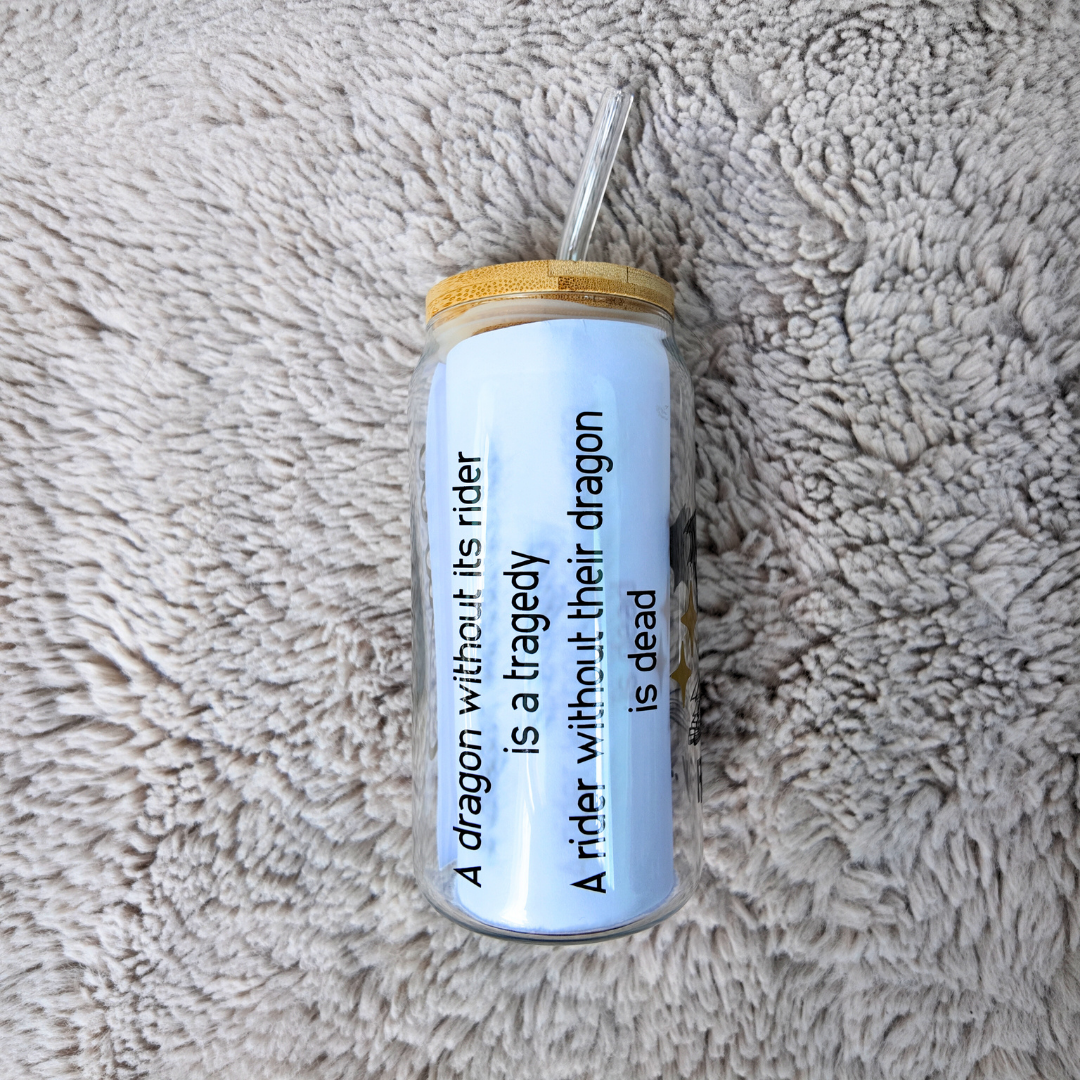 A dragon without its rider
is a tragedy
A rider without their dragon
is dead